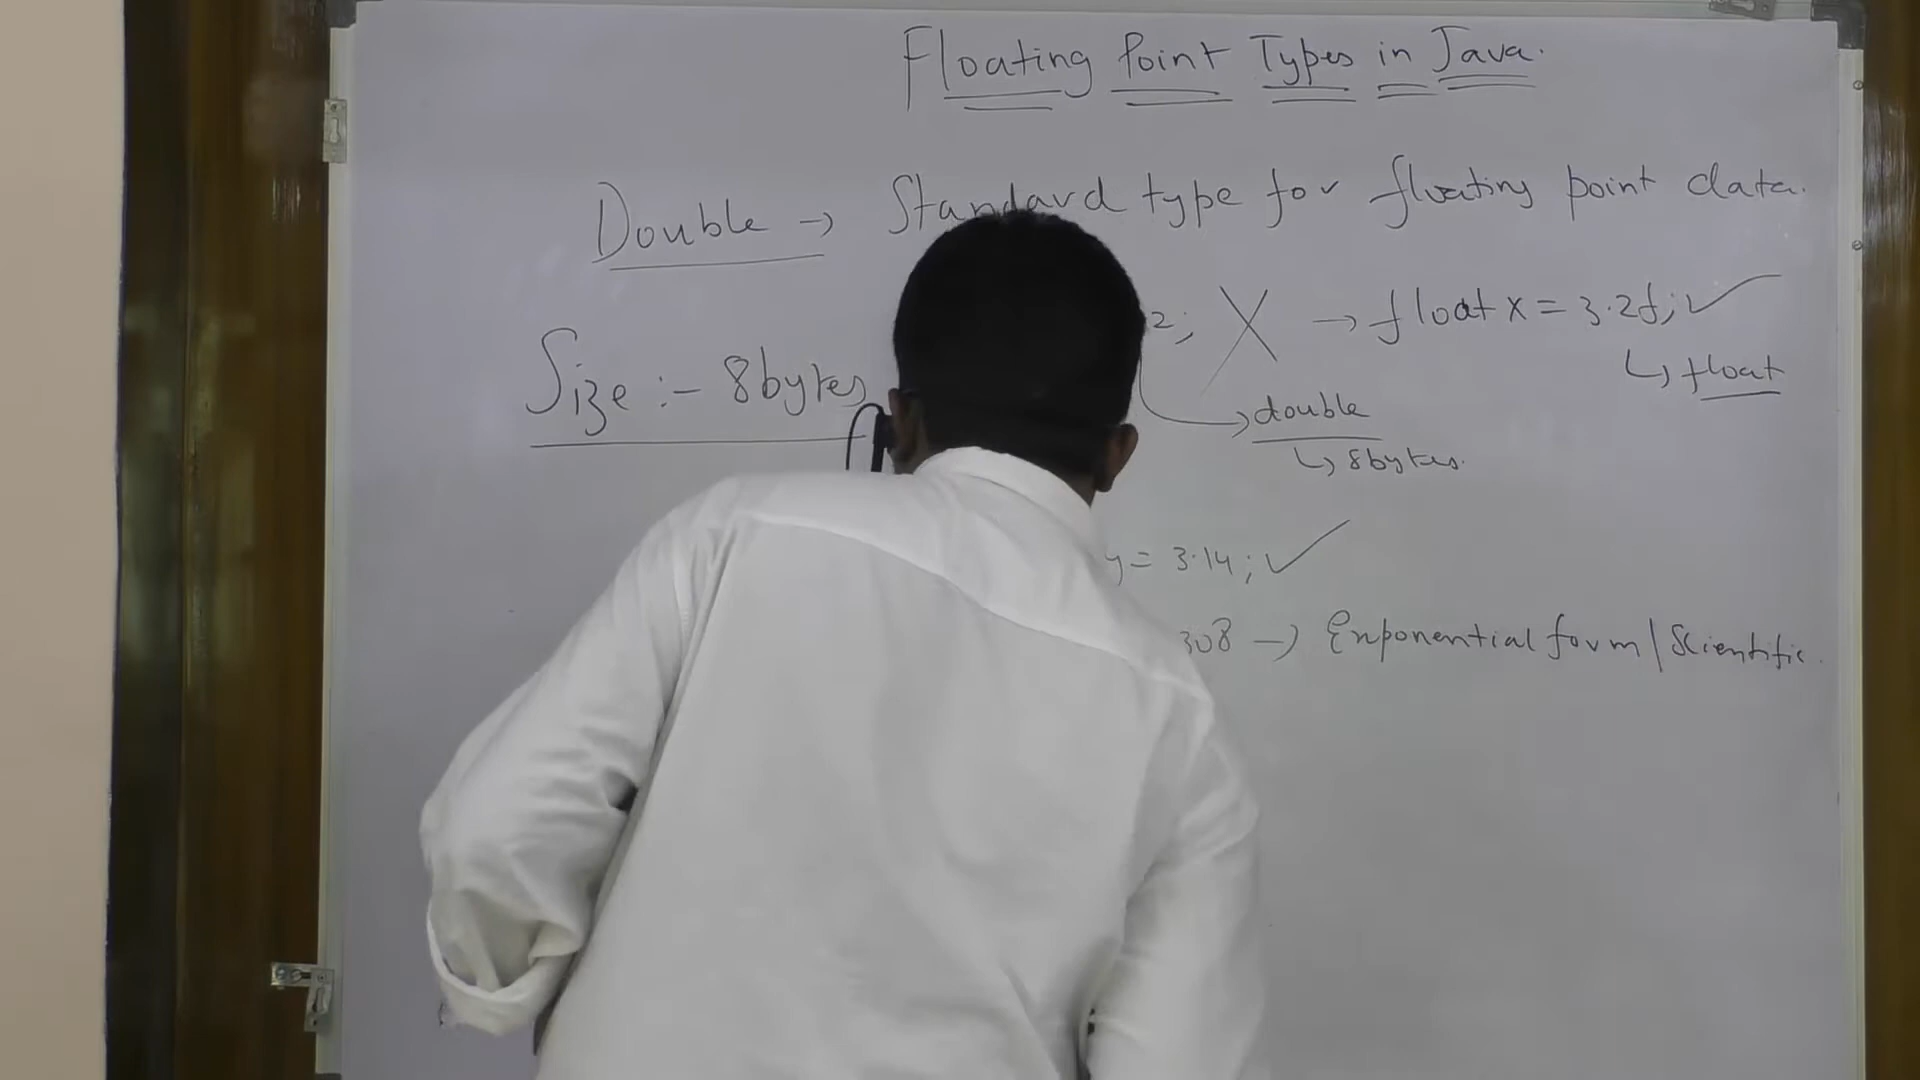 Floating Point Types in Java.
Double → Standard type for floating point data.
2; X → float x = 3.2f; ✓
↳ float
Size :- 8bytes
→ double
↳ 8bytes.
y = 3.14; ✓
308 → Exponential form / Scientific.